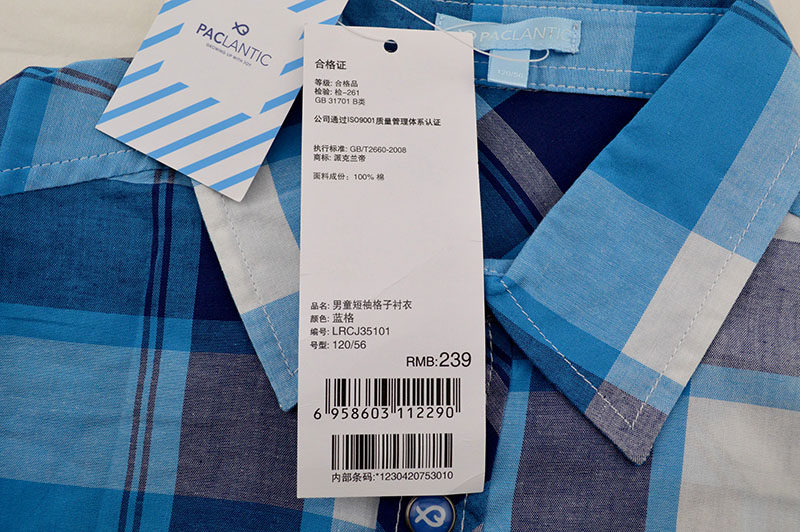 PACLANTIC
GROWING UP WITH JOY
PACLANTIC
120/56
合格证
等级: 合格品
检验: 检-261
GB 31701 B类
公司通过ISO9001质量管理体系认证
执行标准: GB/T2660-2008
商标: 派克兰帝
面料成份: 100% 棉
品名: 男童短袖格子衬衣
颜色: 蓝格
编号: LRCJ35101
号型: 120/56
RMB: 239
6 958603 112290
内部条码:*1230420753010